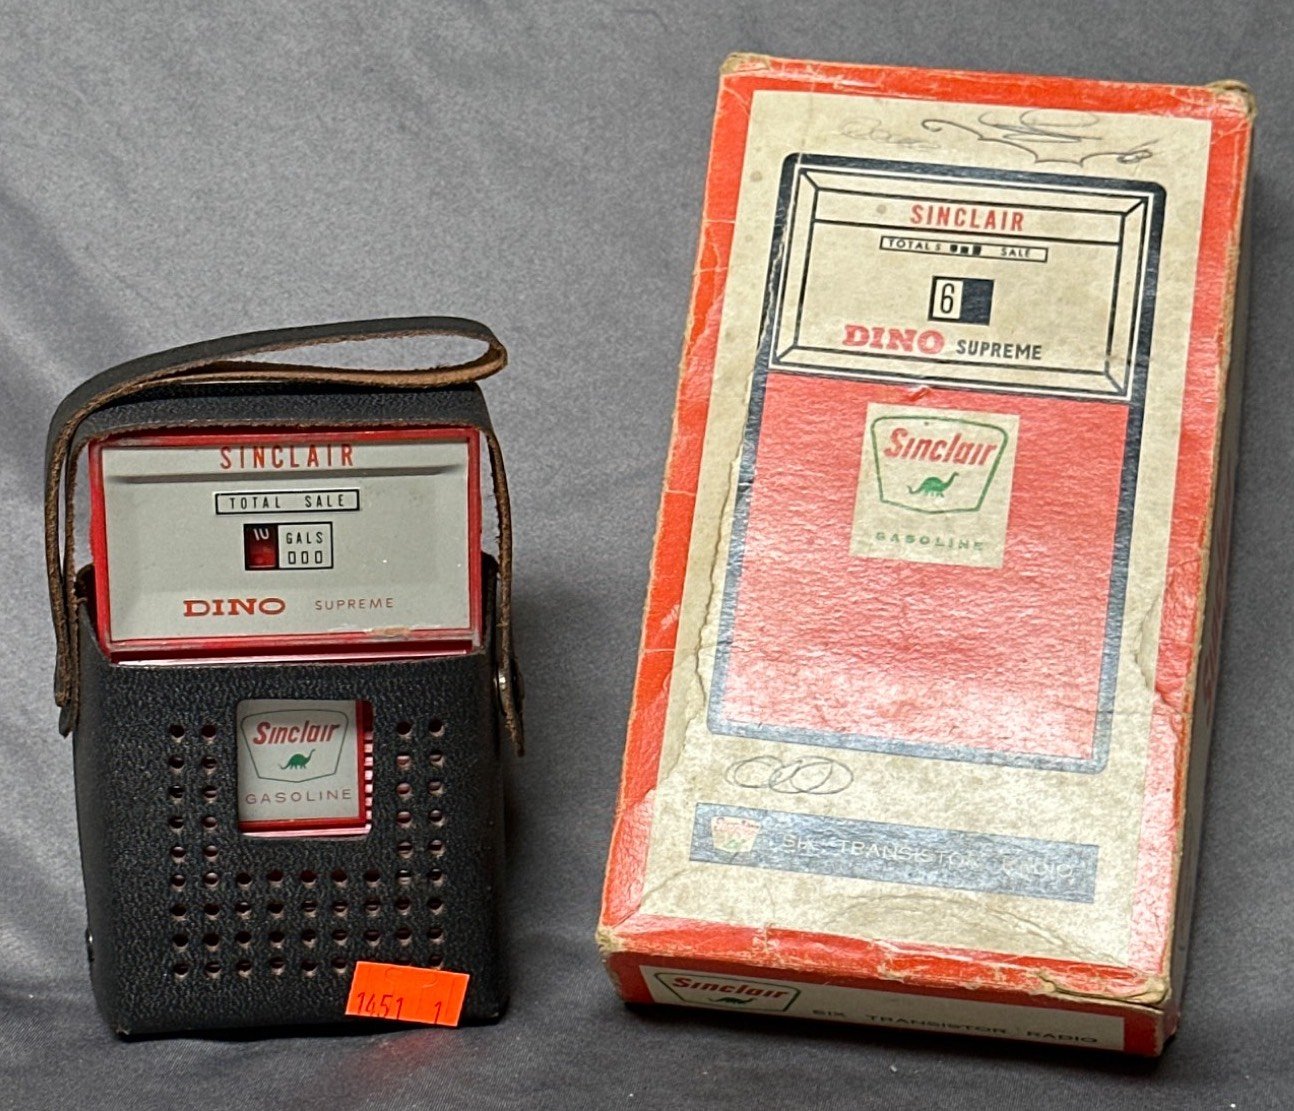 SINCLAIR
TOTAL SALE
10
GALS
000
DINO SUPREME
Sinclair
GASOLINE
1451 1
SINCLAIR
TOTALS SALE
6
DINO SUPREME
Sinclair
GASOLINE
SIX TRANSISTOR RADIO
Sinclair
SIX TRANSISTOR RADIO